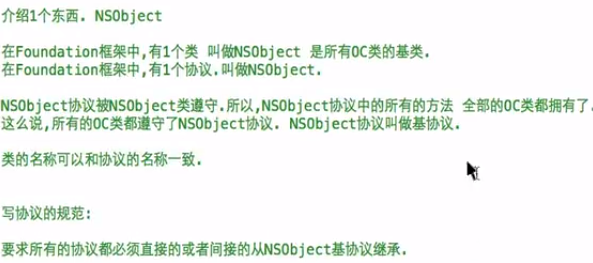 介绍1个东西. NSObject
在Foundation框架中,有1个类 叫做NSObject 是所有OC类的基类.
在Foundation框架中,有1个协议.叫做NSObject.
NSObject协议被NSObject类遵守.所以,NSObject协议中的所有的方法 全部的OC类都拥有了.
这么说,所有的OC类都遵守了NSObject协议. NSObject协议叫做基协议.
类的名称可以和协议的名称一致.
写协议的规范:
要求所有的协议都必须直接的或者间接的从NSObject基协议继承.